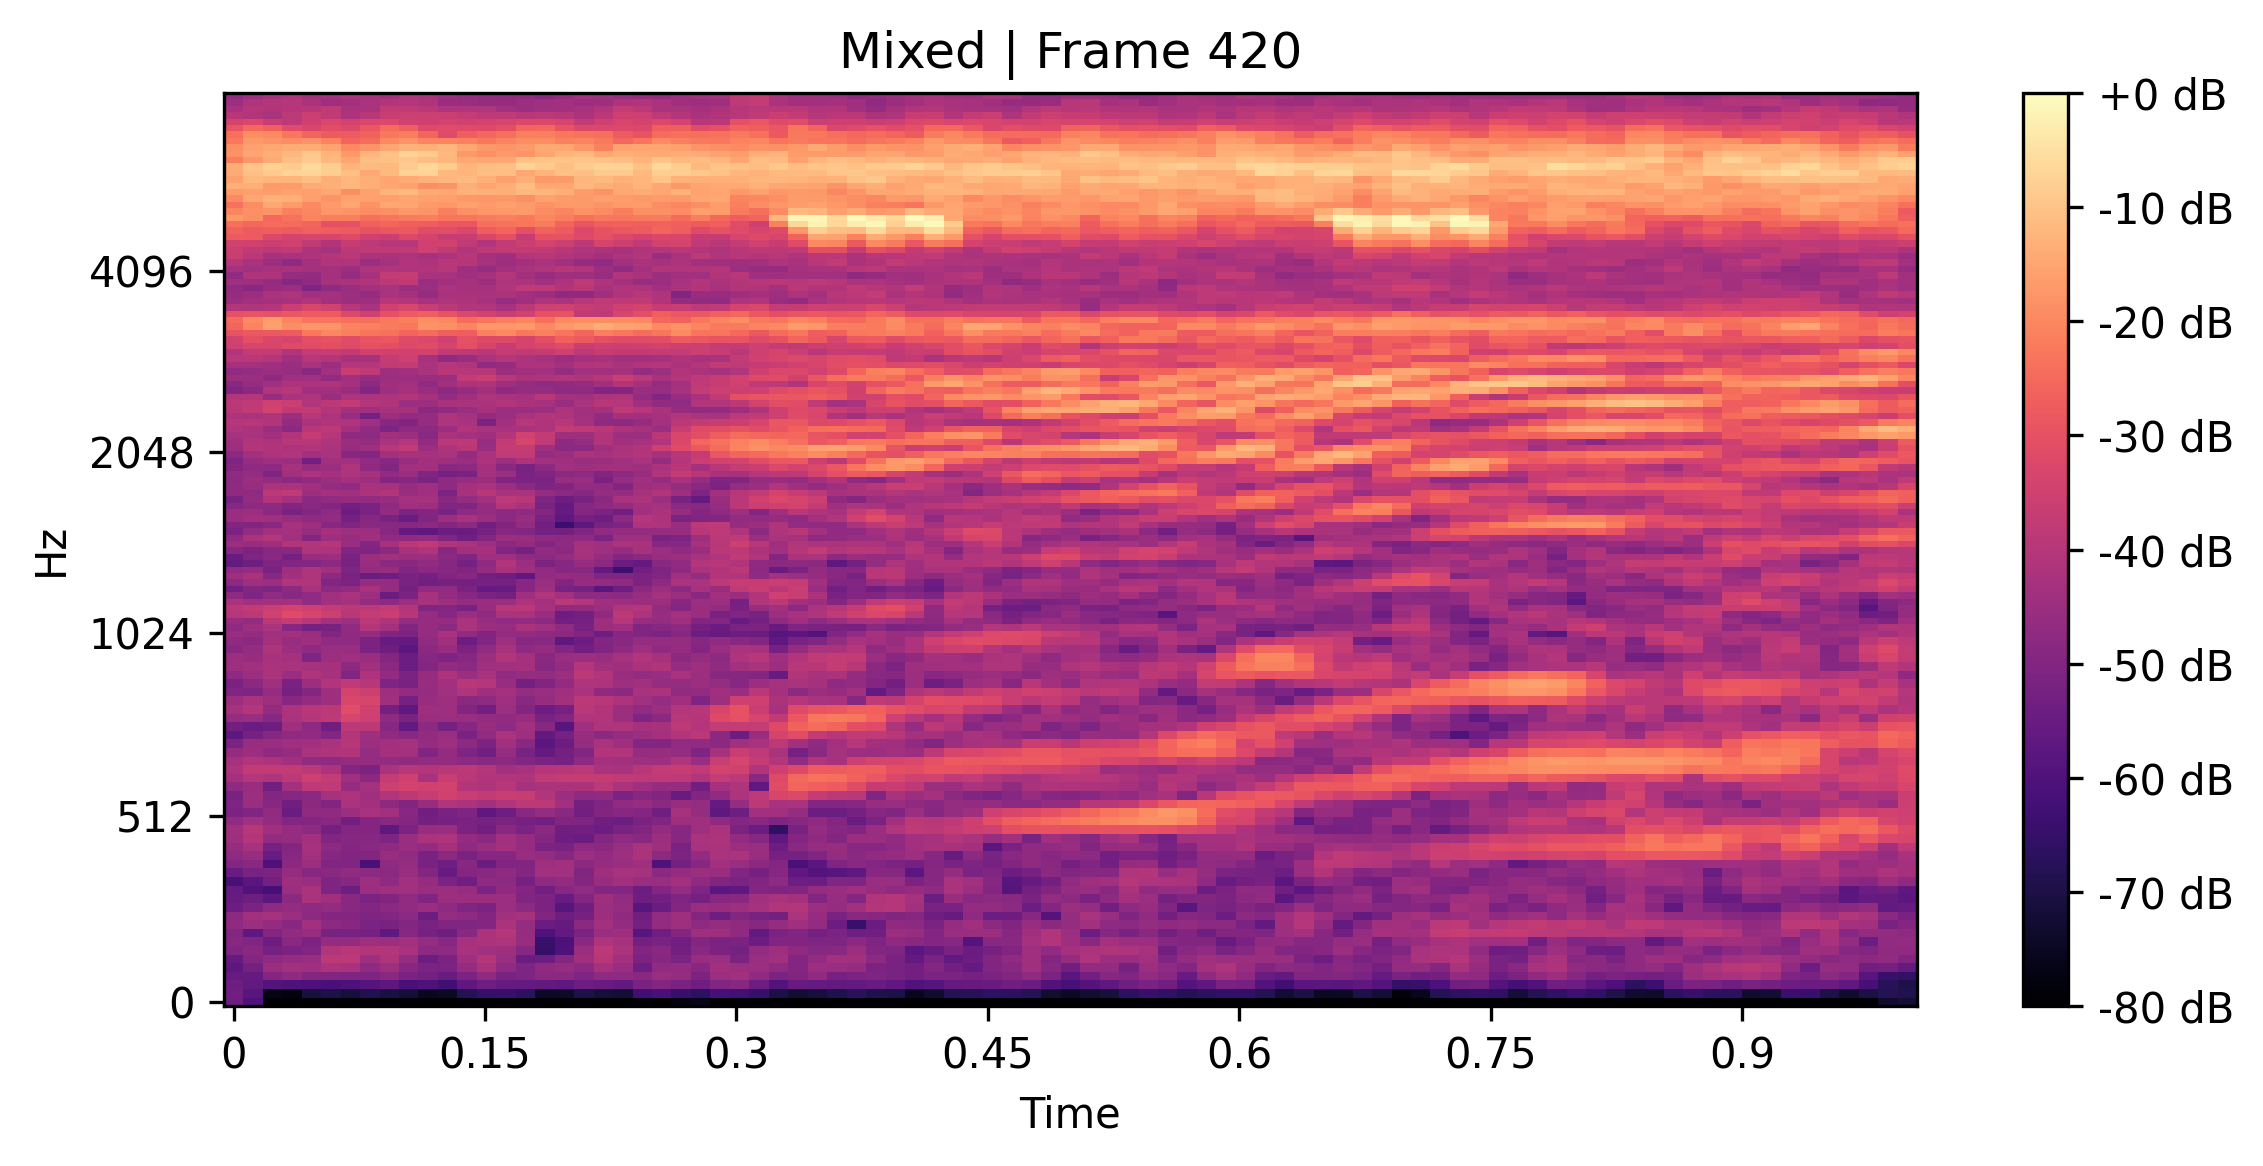 Mixed | Frame 420
+0 dB
-10 dB
-20 dB
-30 dB
-40 dB
-50 dB
-60 dB
-70 dB
-80 dB
Hz
4096
2048
1024
512
0
0 0.15 0.3 0.45 0.6 0.75 0.9
Time